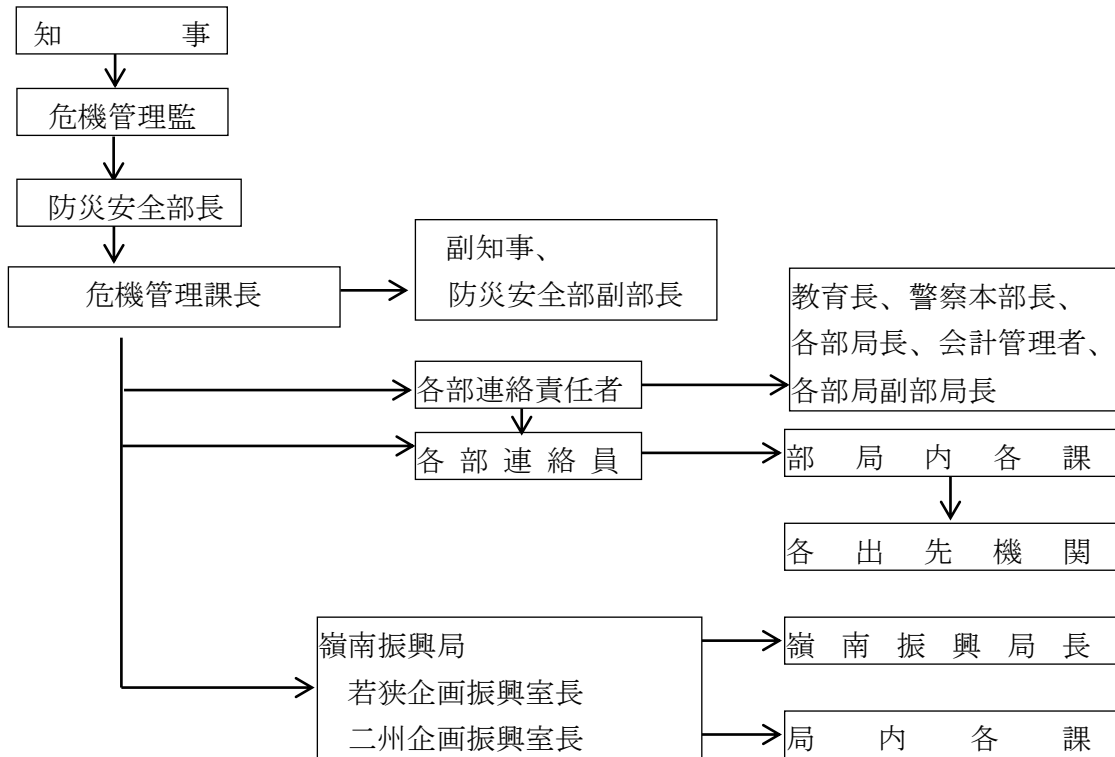 知事
危機管理監
防災安全部長
危機管理課長
副知事、
防災安全部副部長
教育長、警察本部長、
各部局長、会計管理者、
各部局副部局長
各部連絡責任者
各部連絡員
部局内各課
各出先機関
嶺南振興局
若狭企画振興室長
二州企画振興室長
嶺南振興局長
局内各課